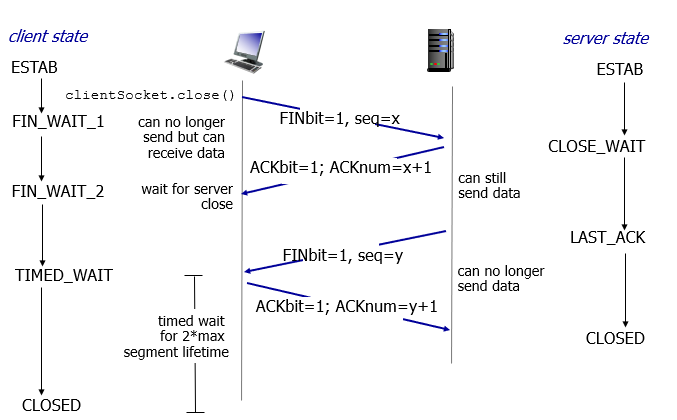 client state
server state
ESTAB
ESTAB
clientSocket.close()
FINbit=1, seq=x
FIN_WAIT_1
can no longer
send but can
receive data
CLOSE_WAIT
ACKbit=1; ACKnum=x+1
can still
send data
FIN_WAIT_2
wait for server
close
LAST_ACK
FINbit=1, seq=y
can no longer
send data
TIMED_WAIT
ACKbit=1; ACKnum=y+1
timed wait
for 2*max
segment lifetime
CLOSED
CLOSED